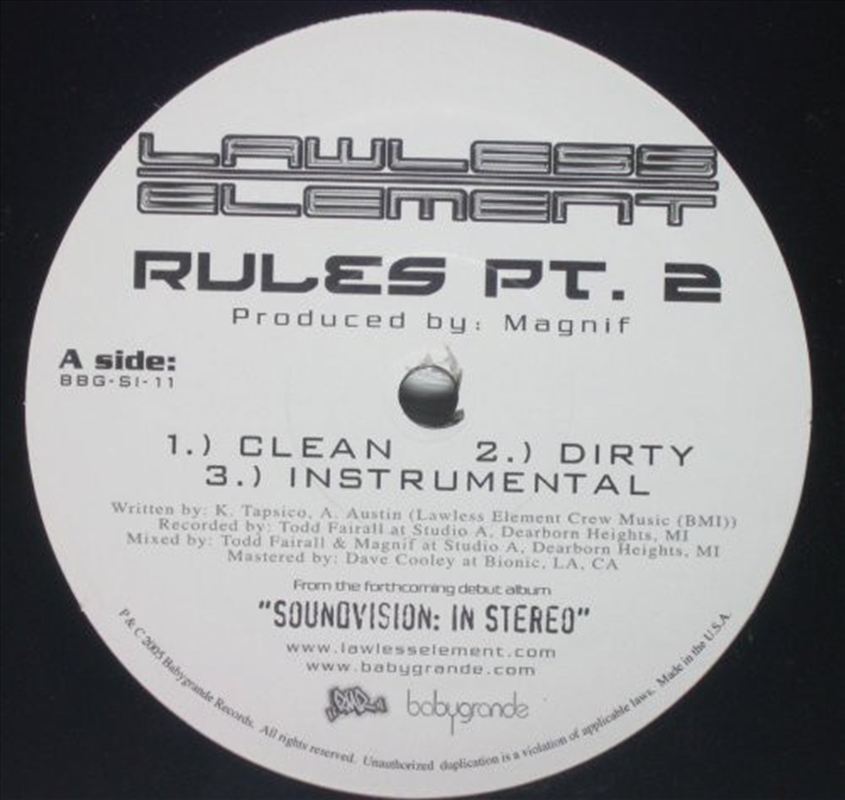 LAWLESS
ELEMENT
RULES PT. 2
Produced by: Magnif
A side:
BBG-SI-11
1.) CLEAN 2.) DIRTY
3.) INSTRUMENTAL
Written by: K. Tapsico, A. Austin (Lawless Element Crew Music (BMI))
Recorded by: Todd Fairall at Studio A, Dearborn Heights, MI
Mixed by: Todd Fairall & Magnif at Studio A, Dearborn Heights, MI
Mastered by: Dave Cooley at Bionic, LA, CA
From the forthcoming debut album
"SOUNDVISION: IN STEREO"
www.lawlesselement.com
www.babygrande.com
babygrande
P & C 2005 Babygrande Records. All rights reserved. Unauthorized duplication is a violation of applicable laws. Made in the U.S.A.